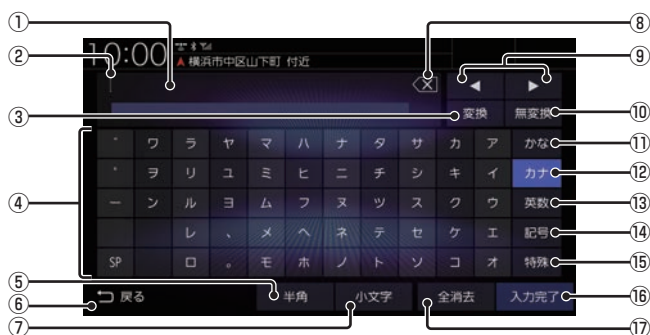 ① ⑧
② 10:00 ⑨
横浜市中区山下町 付近
③ 変換 無変換 ⑩
゛ ワ ラ ヤ マ ハ ナ タ サ カ ア かな ⑪
゜ ヲ リ ユ ミ ヒ ニ チ シ キ イ カナ ⑫
④ ー ン ル ヨ ム フ ヌ ツ ス ク ウ 英数 ⑬
レ 、 メ ヘ ネ テ セ ケ エ 記号 ⑭
SP ロ 。 モ ホ ノ ト ソ コ オ 特殊 ⑮
⑤ ⑥ 戻る 半角 小文字 全消去 入力完了 ⑯
⑦ ⑰